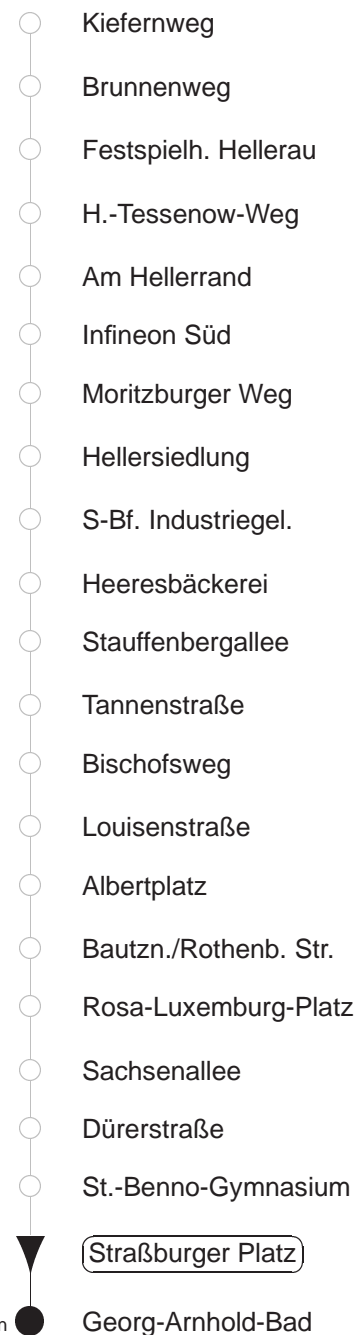 Kiefernweg
Brunnenweg
Festspielh. Hellerau
H.-Tessenow-Weg
Am Hellerrand
Infineon Süd
Moritzburger Weg
Hellersiedlung
S-Bf. Industriegel.
Heeresbäckerei
Stauffenbergallee
Tannenstraße
Bischofsweg
Louisenstraße
Albertplatz
Bautzn./Rothenb. Str.
Rosa-Luxemburg-Platz
Sachsenallee
Dürerstraße
St.-Benno-Gymnasium
Straßburger Platz
Georg-Arnhold-Bad